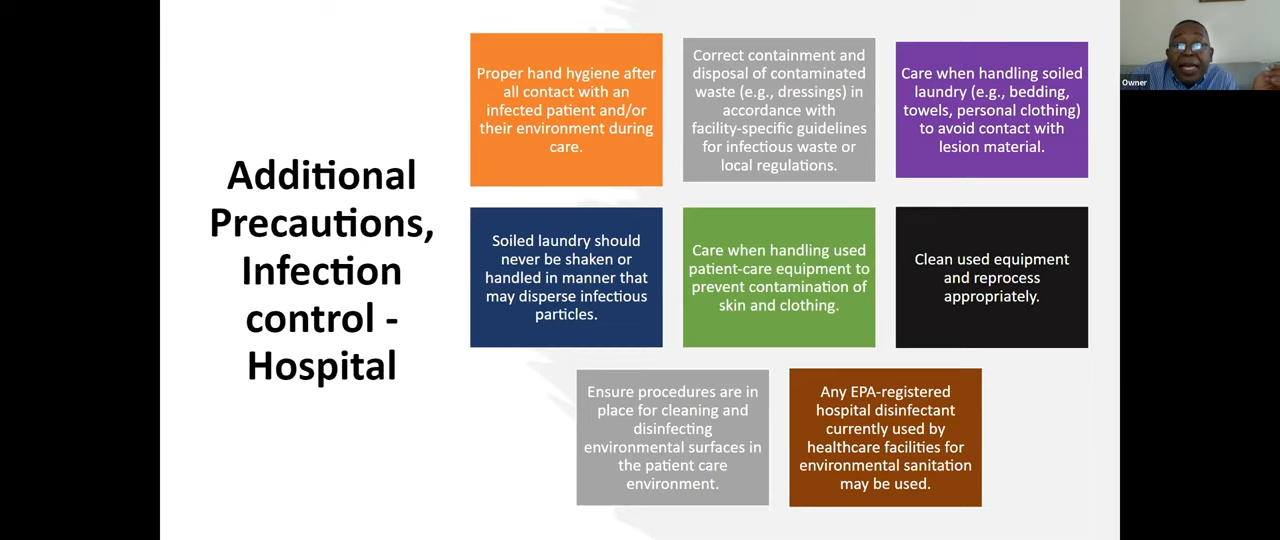 Additional
Precautions,
Infection
control -
Hospital
Proper hand hygiene after
all contact with an
infected patient and/or
their environment during
care.
Correct containment and
disposal of contaminated
waste (e.g., dressings) in
accordance with
facility-specific guidelines
for infectious waste or
local regulations.
Care when handling soiled
laundry (e.g., bedding,
towels, personal clothing)
to avoid contact with
lesion material.
Soiled laundry should
never be shaken or
handled in manner that
may disperse infectious
particles.
Care when handling used
patient-care equipment to
prevent contamination of
skin and clothing.
Clean used equipment
and reprocess
appropriately.
Ensure procedures are in
place for cleaning and
disinfecting
environmental surfaces in
the patient care
environment.
Any EPA-registered
hospital disinfectant
currently used by
healthcare facilities for
environmental sanitation
may be used.
Owner